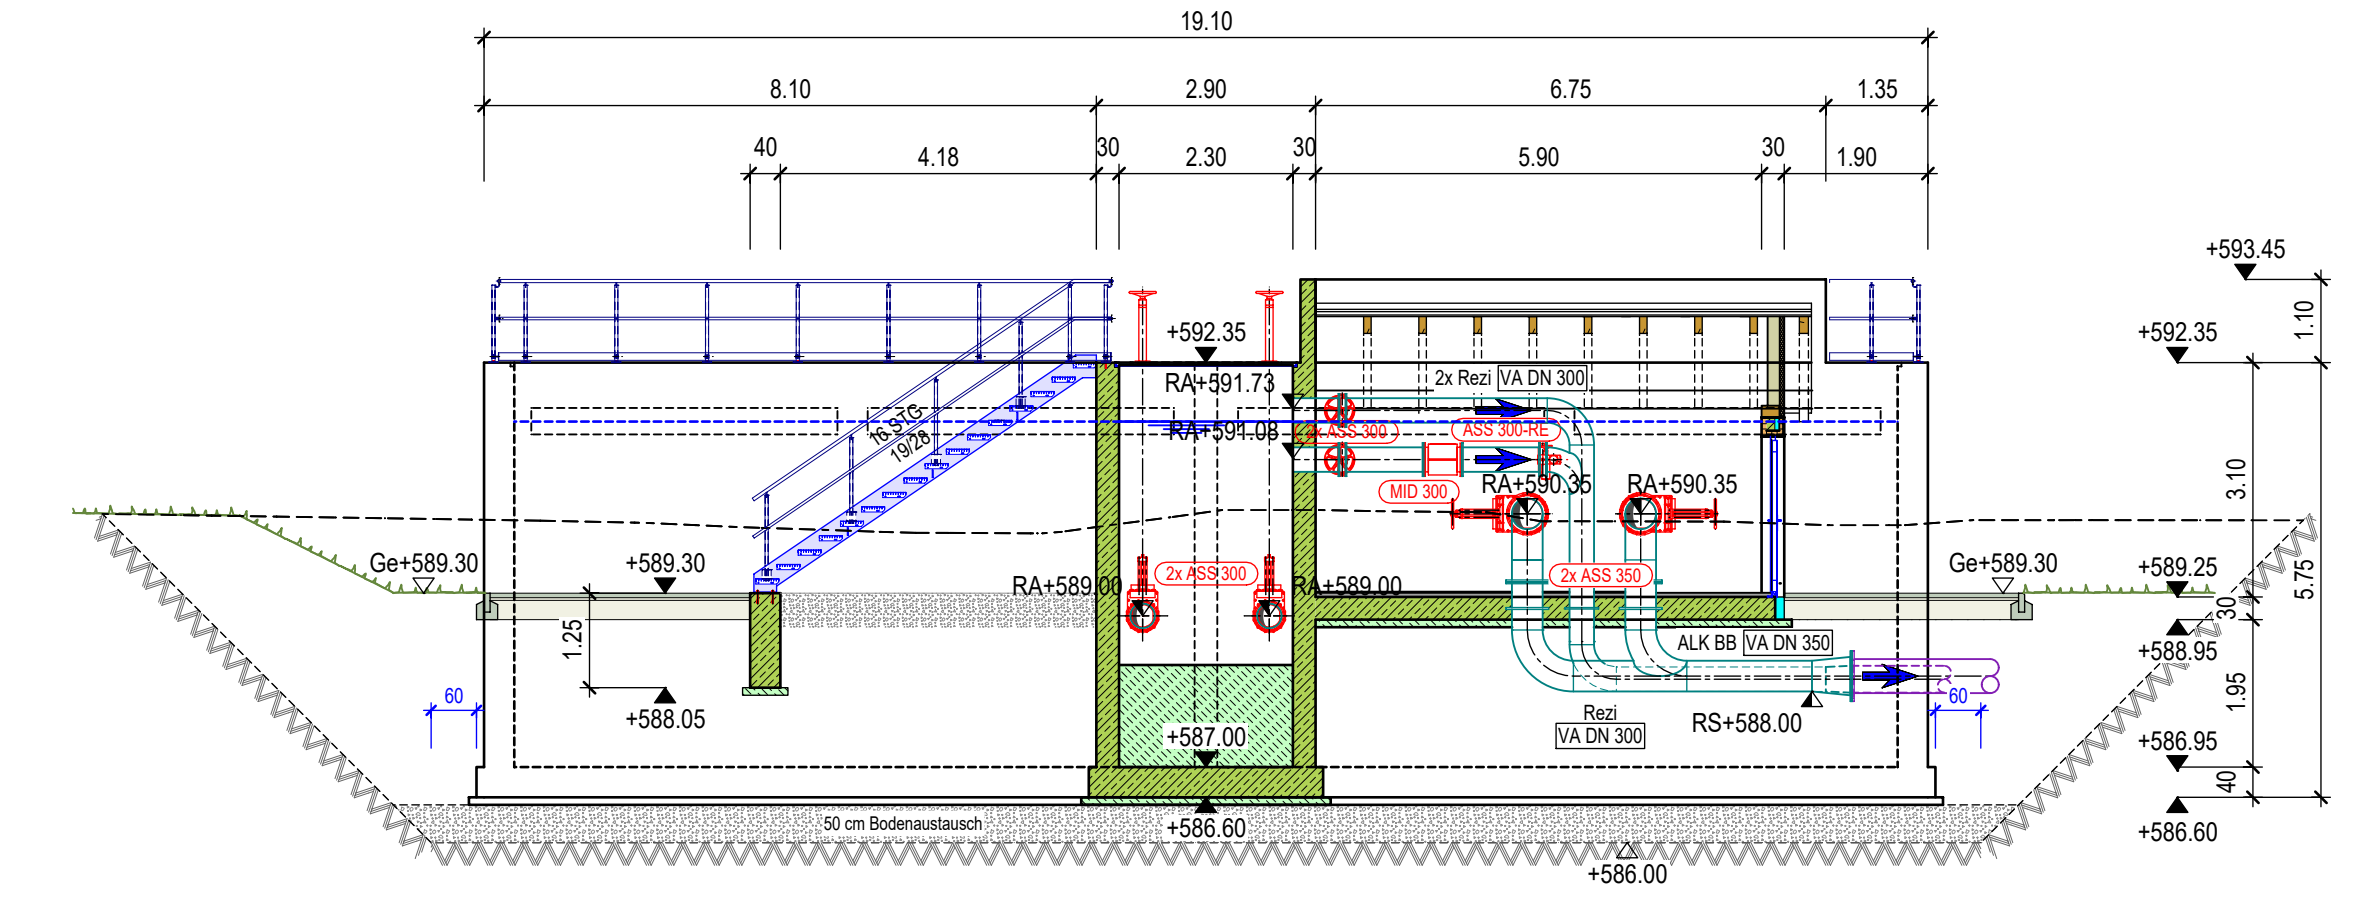 19.10
8.10 2.90 6.75 1.35
40 4.18 30 2.30 30 5.90 30 1.90
+593.45
1.10
+592.35 +592.35
RA+591.73 2x Rezi VA DN 300
16 STG
19/28
RA+591.08 2x ASS 300 ASS 300-RE
MID 300 RA+590.35 RA+590.35
3.10
5.75
Ge+589.30 +589.30 RA+589.00 2x ASS 300 RA+589.00 2x ASS 350 Ge+589.30 +589.25
30
1.25
ALK BB VA DN 350 +588.95
60 +588.05 Rezi RS+588.00 60 1.95
VA DN 300
+587.00 +586.95
40
50 cm Bodenaustausch +586.60 +586.60
+586.00